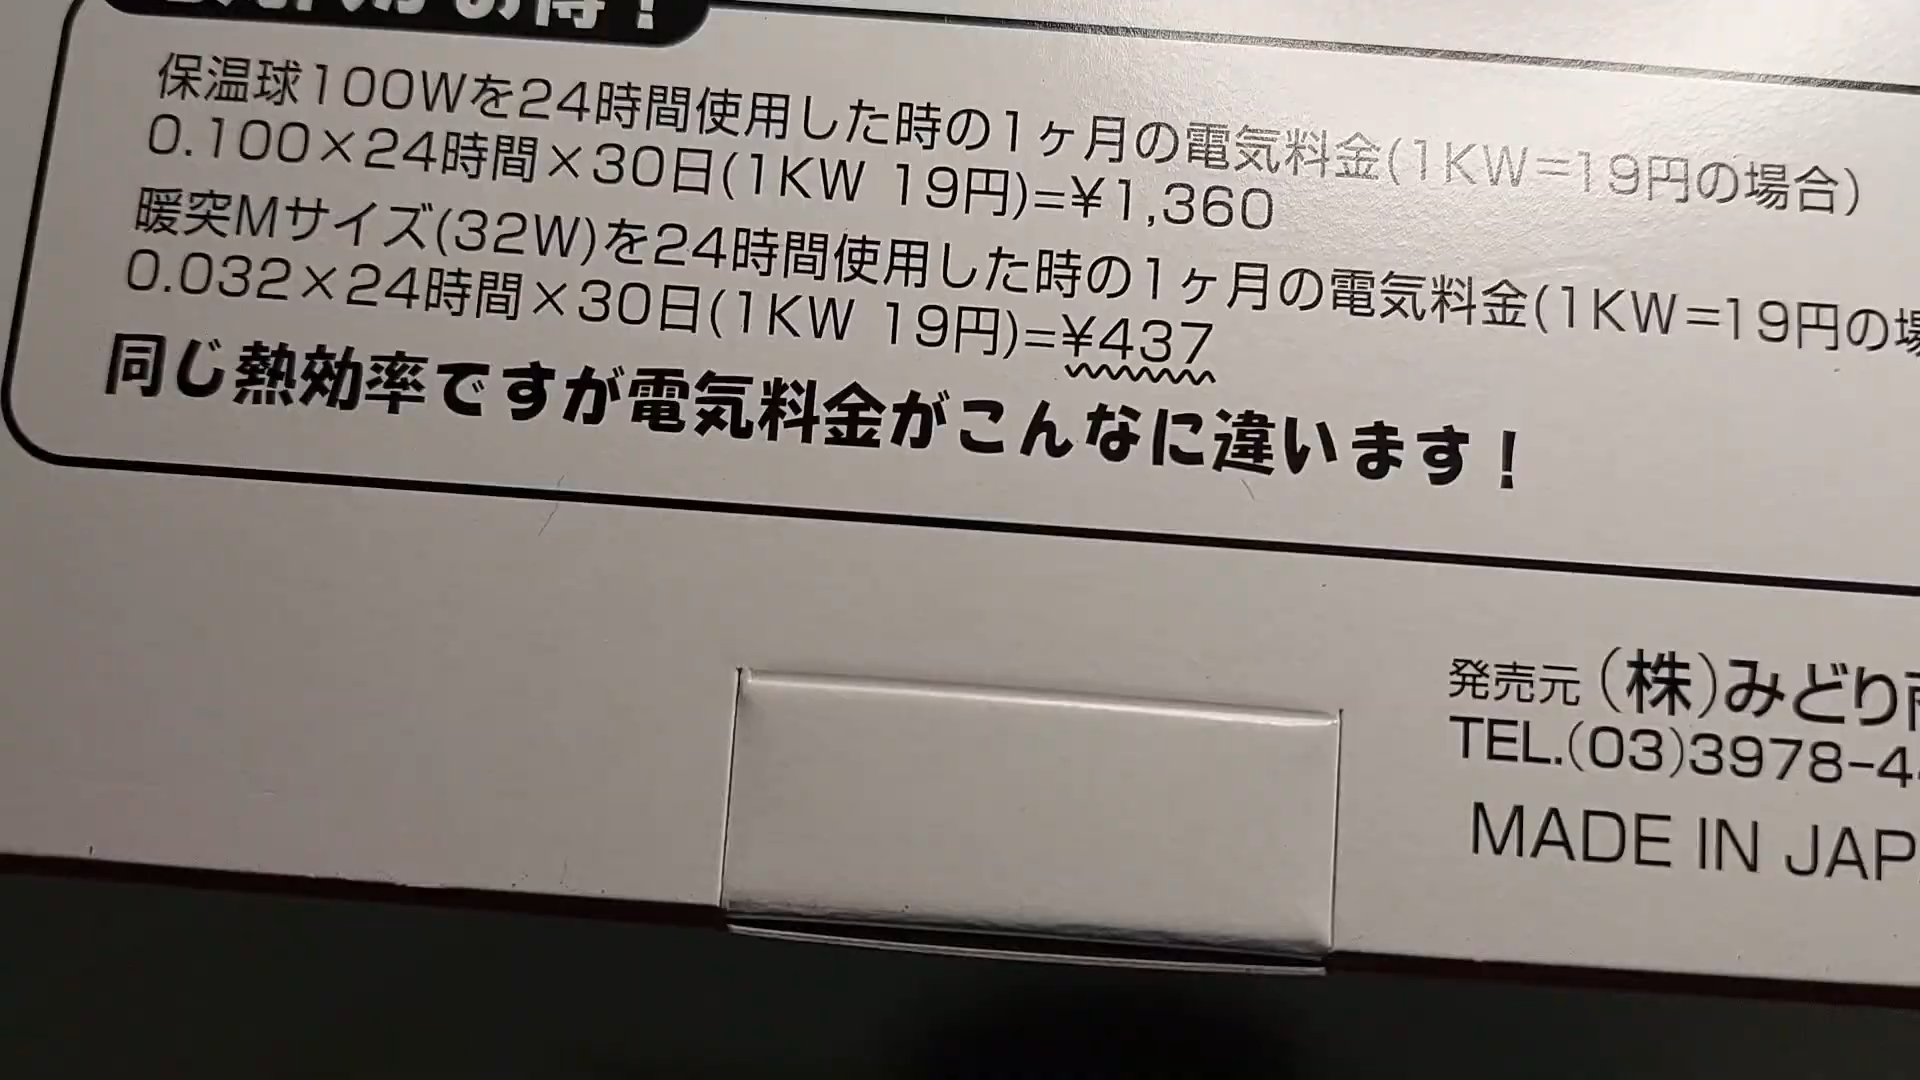 お得！
保温球100Wを24時間使用した時の1ヶ月の電気料金(1KW=19円の場合)
0.100×24時間×30日(1KW 19円)=¥1,360
暖突Mサイズ(32W)を24時間使用した時の1ヶ月の電気料金(1KW=19円の場
0.032×24時間×30日(1KW 19円)=¥437
同じ熱効率ですが電気料金がこんなに違います！
発売元 (株)みどり商
TEL.(03)3978-44
MADE IN JAP